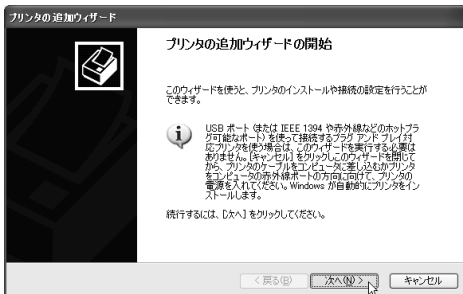 プリンタの追加ウィザード
プリンタの追加ウィザードの開始
このウィザードを使うと、プリンタのインストールや接続の設定を行うことが
できます。
USB ポート (または IEEE 1394 や赤外線などのホットプラ
グ可能なポート) を使って接続するプラグ アンド プレイ対
応プリンタを使う場合は、このウィザードを実行する必要は
ありません。[キャンセル] をクリックしこのウィザードを閉じて
から、プリンタのケーブルをコンピュータに差し込むかプリンタ
をコンピュータの赤外線ポートの方向に向けて、プリンタの
電源を入れてください。Windows が自動的にプリンタをイン
ストールします。
続行するには、[次へ] をクリックしてください。
< 戻る(B)
次へ(N) >
キャンセル